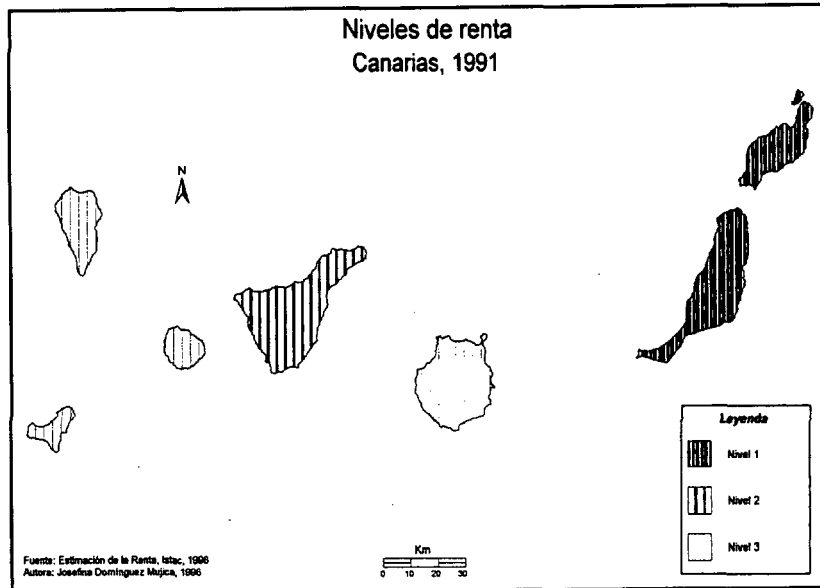 Niveles de renta
Canarias, 1991
N
Leyenda
Nivel 1
Nivel 2
Nivel 3
Km
0 10 20 30
Fuente: Estimación de la Renta, Istac, 1996
Autora: Josefina Domínguez Mujica, 1996